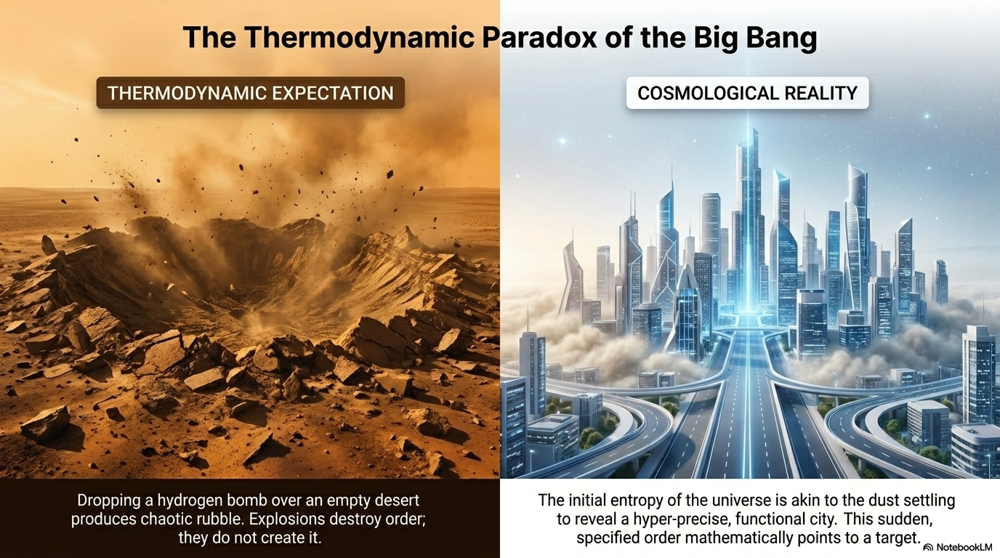 The Thermodynamic Paradox of the Big Bang
THERMODYNAMIC EXPECTATION
Dropping a hydrogen bomb over an empty desert
produces chaotic rubble. Explosions destroy order;
they do not create it.
COSMOLOGICAL REALITY
The initial entropy of the universe is akin to the dust settling
to reveal a hyper-precise, functional city. This sudden,
specified order mathematically points to a target.
NotebookLM